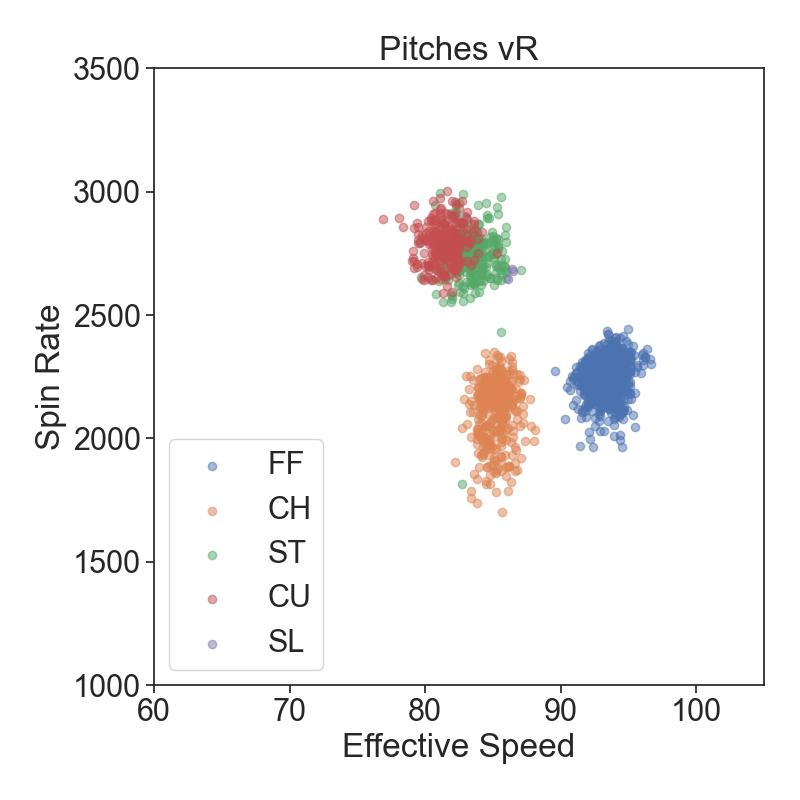 Pitches vR
3500
3000
2500
2000
1500
1000
Spin Rate
FF
CH
ST
CU
SL
60 70 80 90 100
Effective Speed